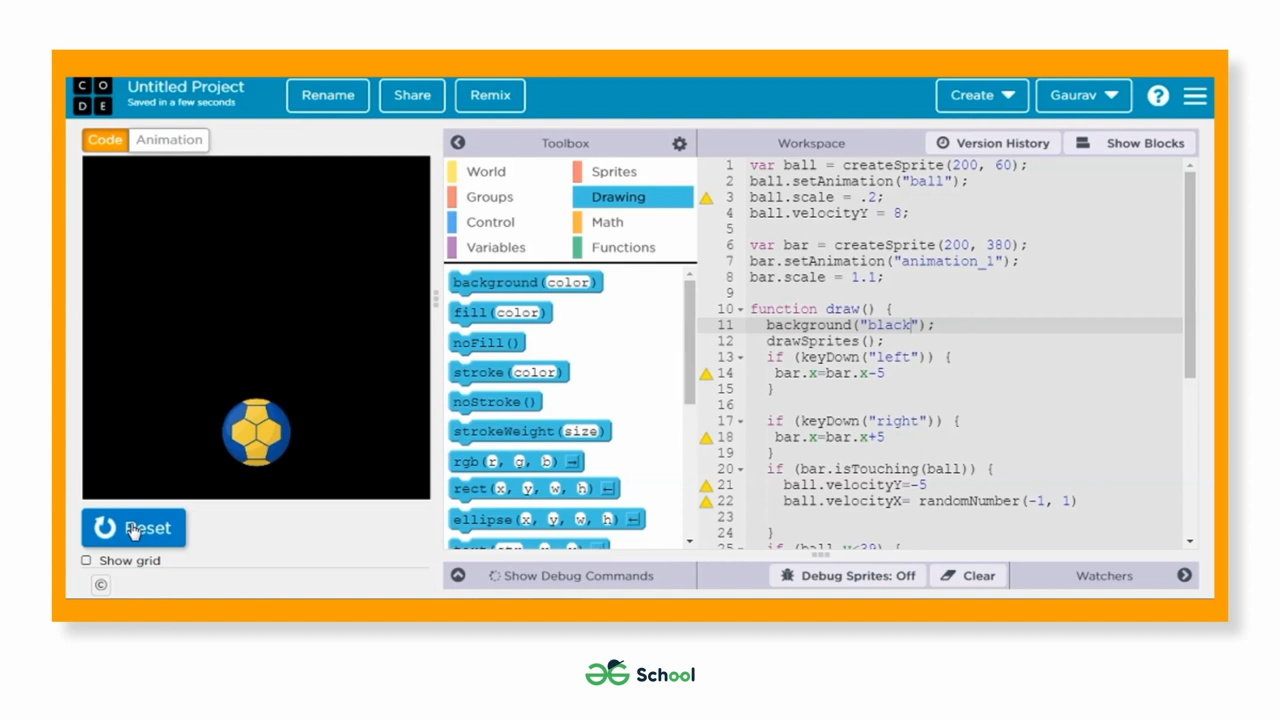 CO
DE
Untitled Project
Saved in a few seconds
Rename
Share
Remix
Create
Gaurav
?
Code
Animation
Toolbox
Workspace
Version History
Show Blocks
World
Sprites
Groups
Drawing
Control
Math
Variables
Functions
background(color)
fill(color)
noFill()
stroke(color)
noStroke()
strokeWeight(size)
rgb(r, g, b)
rect(x, y, w, h)
ellipse(x, y, w, h)
1 var ball = createSprite(200, 60);
2 ball.setAnimation("ball");
3 ball.scale = .2;
4 ball.velocityY = 8;
5
6 var bar = createSprite(200, 380);
7 bar.setAnimation("animation_1");
8 bar.scale = 1.1;
9
10 function draw() {
11 background("black");
12 drawSprites();
13 if (keyDown("left")) {
14 bar.x=bar.x-5
15 }
16
17 if (keyDown("right")) {
18 bar.x=bar.x+5
19 }
20 if (bar.isTouching(ball)) {
21 ball.velocityY=-5
22 ball.velocityX= randomNumber(-1, 1)
23
24 }
Reset
Show grid
©
Show Debug Commands
Debug Sprites: Off
Clear
Watchers
School